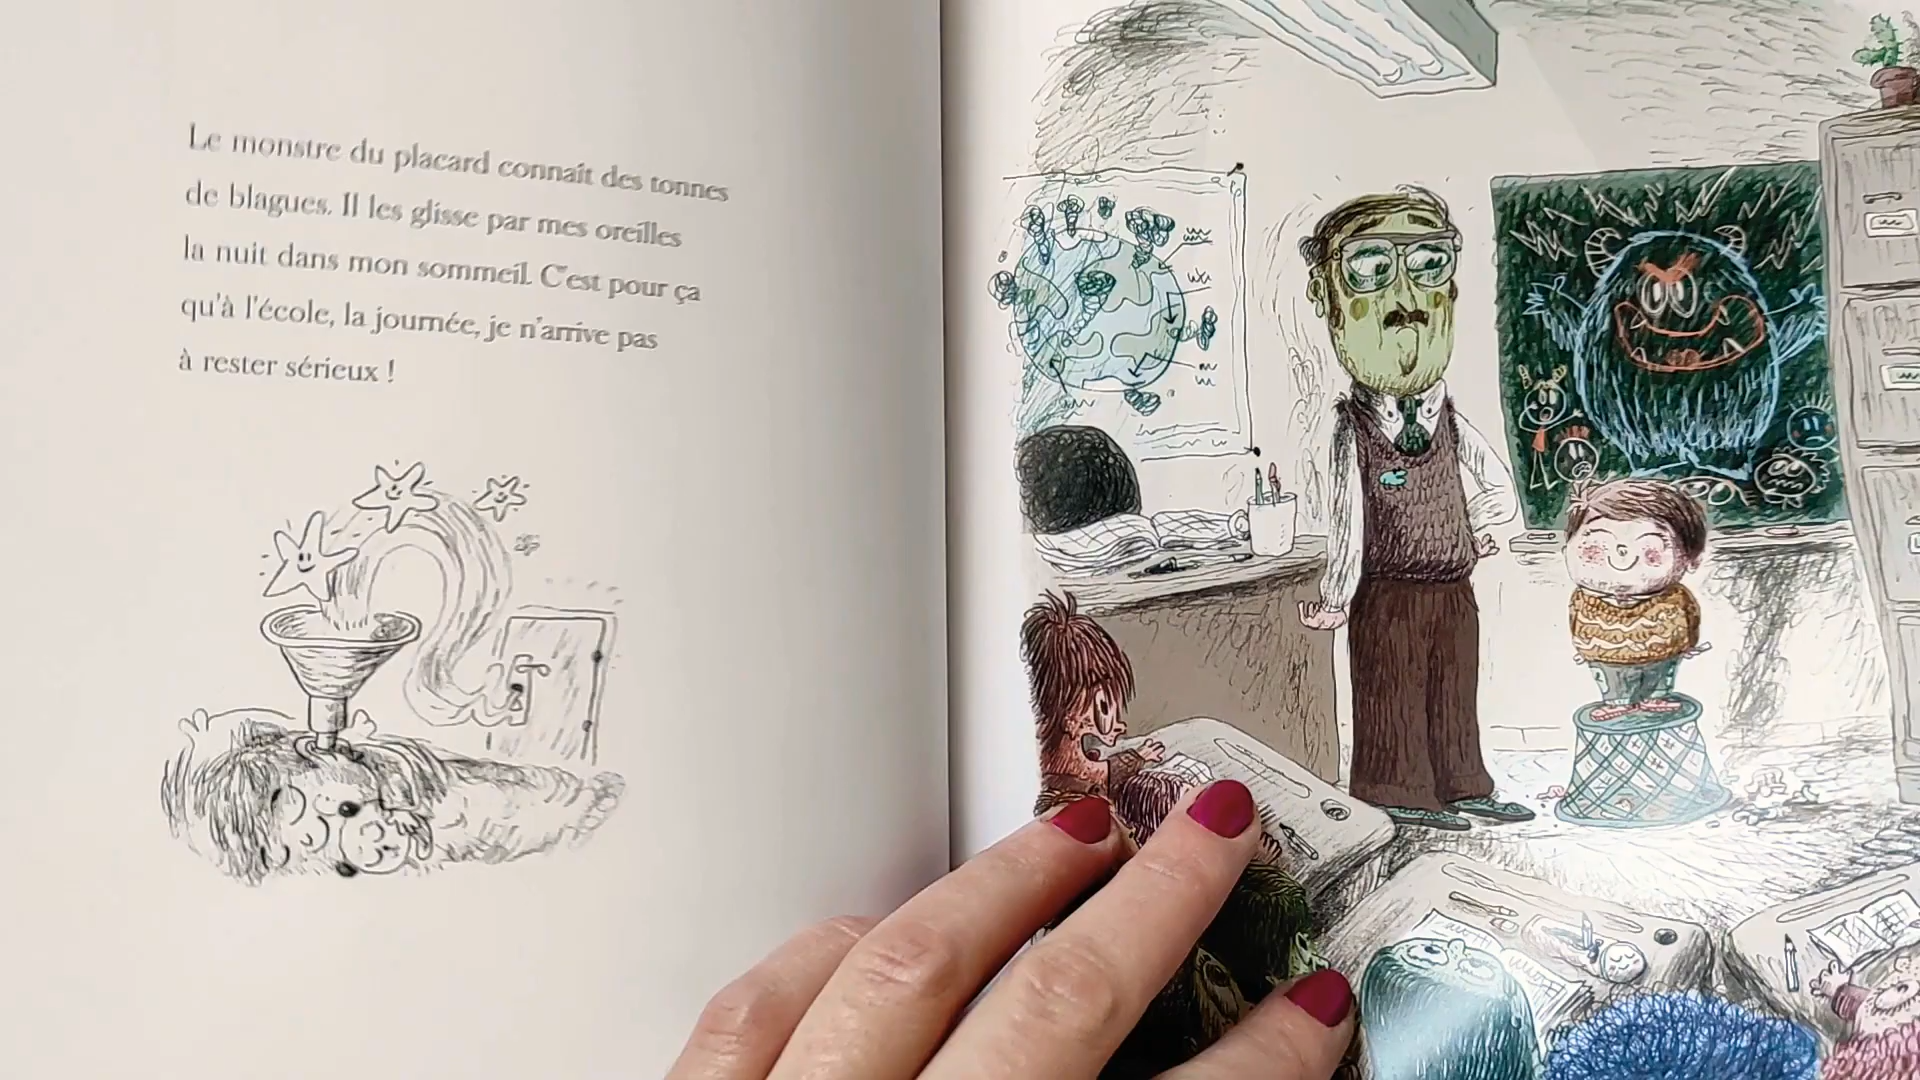 Le monstre du placard connaît des tonnes
de blagues. Il les glisse par mes oreilles
la nuit dans mon sommeil. C'est pour ça
qu'à l'école, la journée, je n'arrive pas
à rester sérieux !